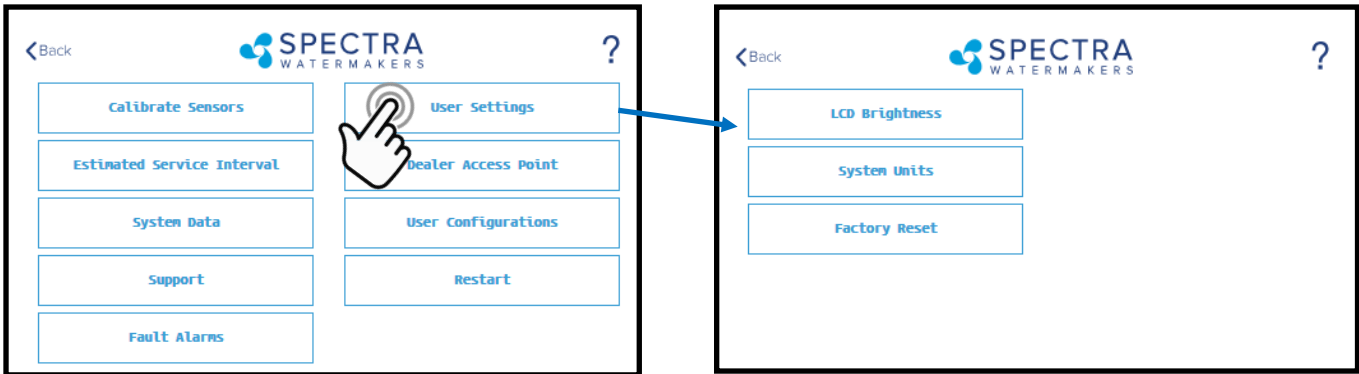 Back
SPECTRA
WATERMAKERS
?
Calibrate Sensors
User Settings
Estimated Service Interval
Dealer Access Point
System Data
User Configurations
Support
Restart
Fault Alarms
Back
SPECTRA
WATERMAKERS
?
LCD Brightness
System Units
Factory Reset